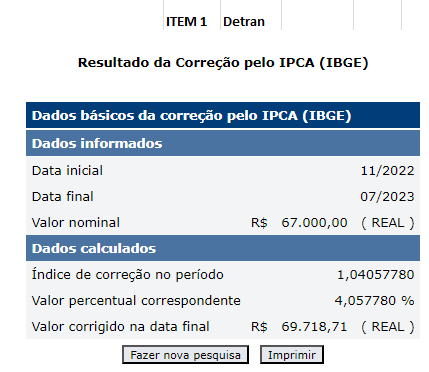 ITEM 1 Detran
Resultado da Correção pelo IPCA (IBGE)
Dados básicos da correção pelo IPCA (IBGE)
Dados informados
Data inicial 11/2022
Data final 07/2023
Valor nominal R$ 67.000,00 ( REAL )
Dados calculados
Índice de correção no período 1,04057780
Valor percentual correspondente 4,057780 %
Valor corrigido na data final R$ 69.718,71 ( REAL )
Fazer nova pesquisa Imprimir